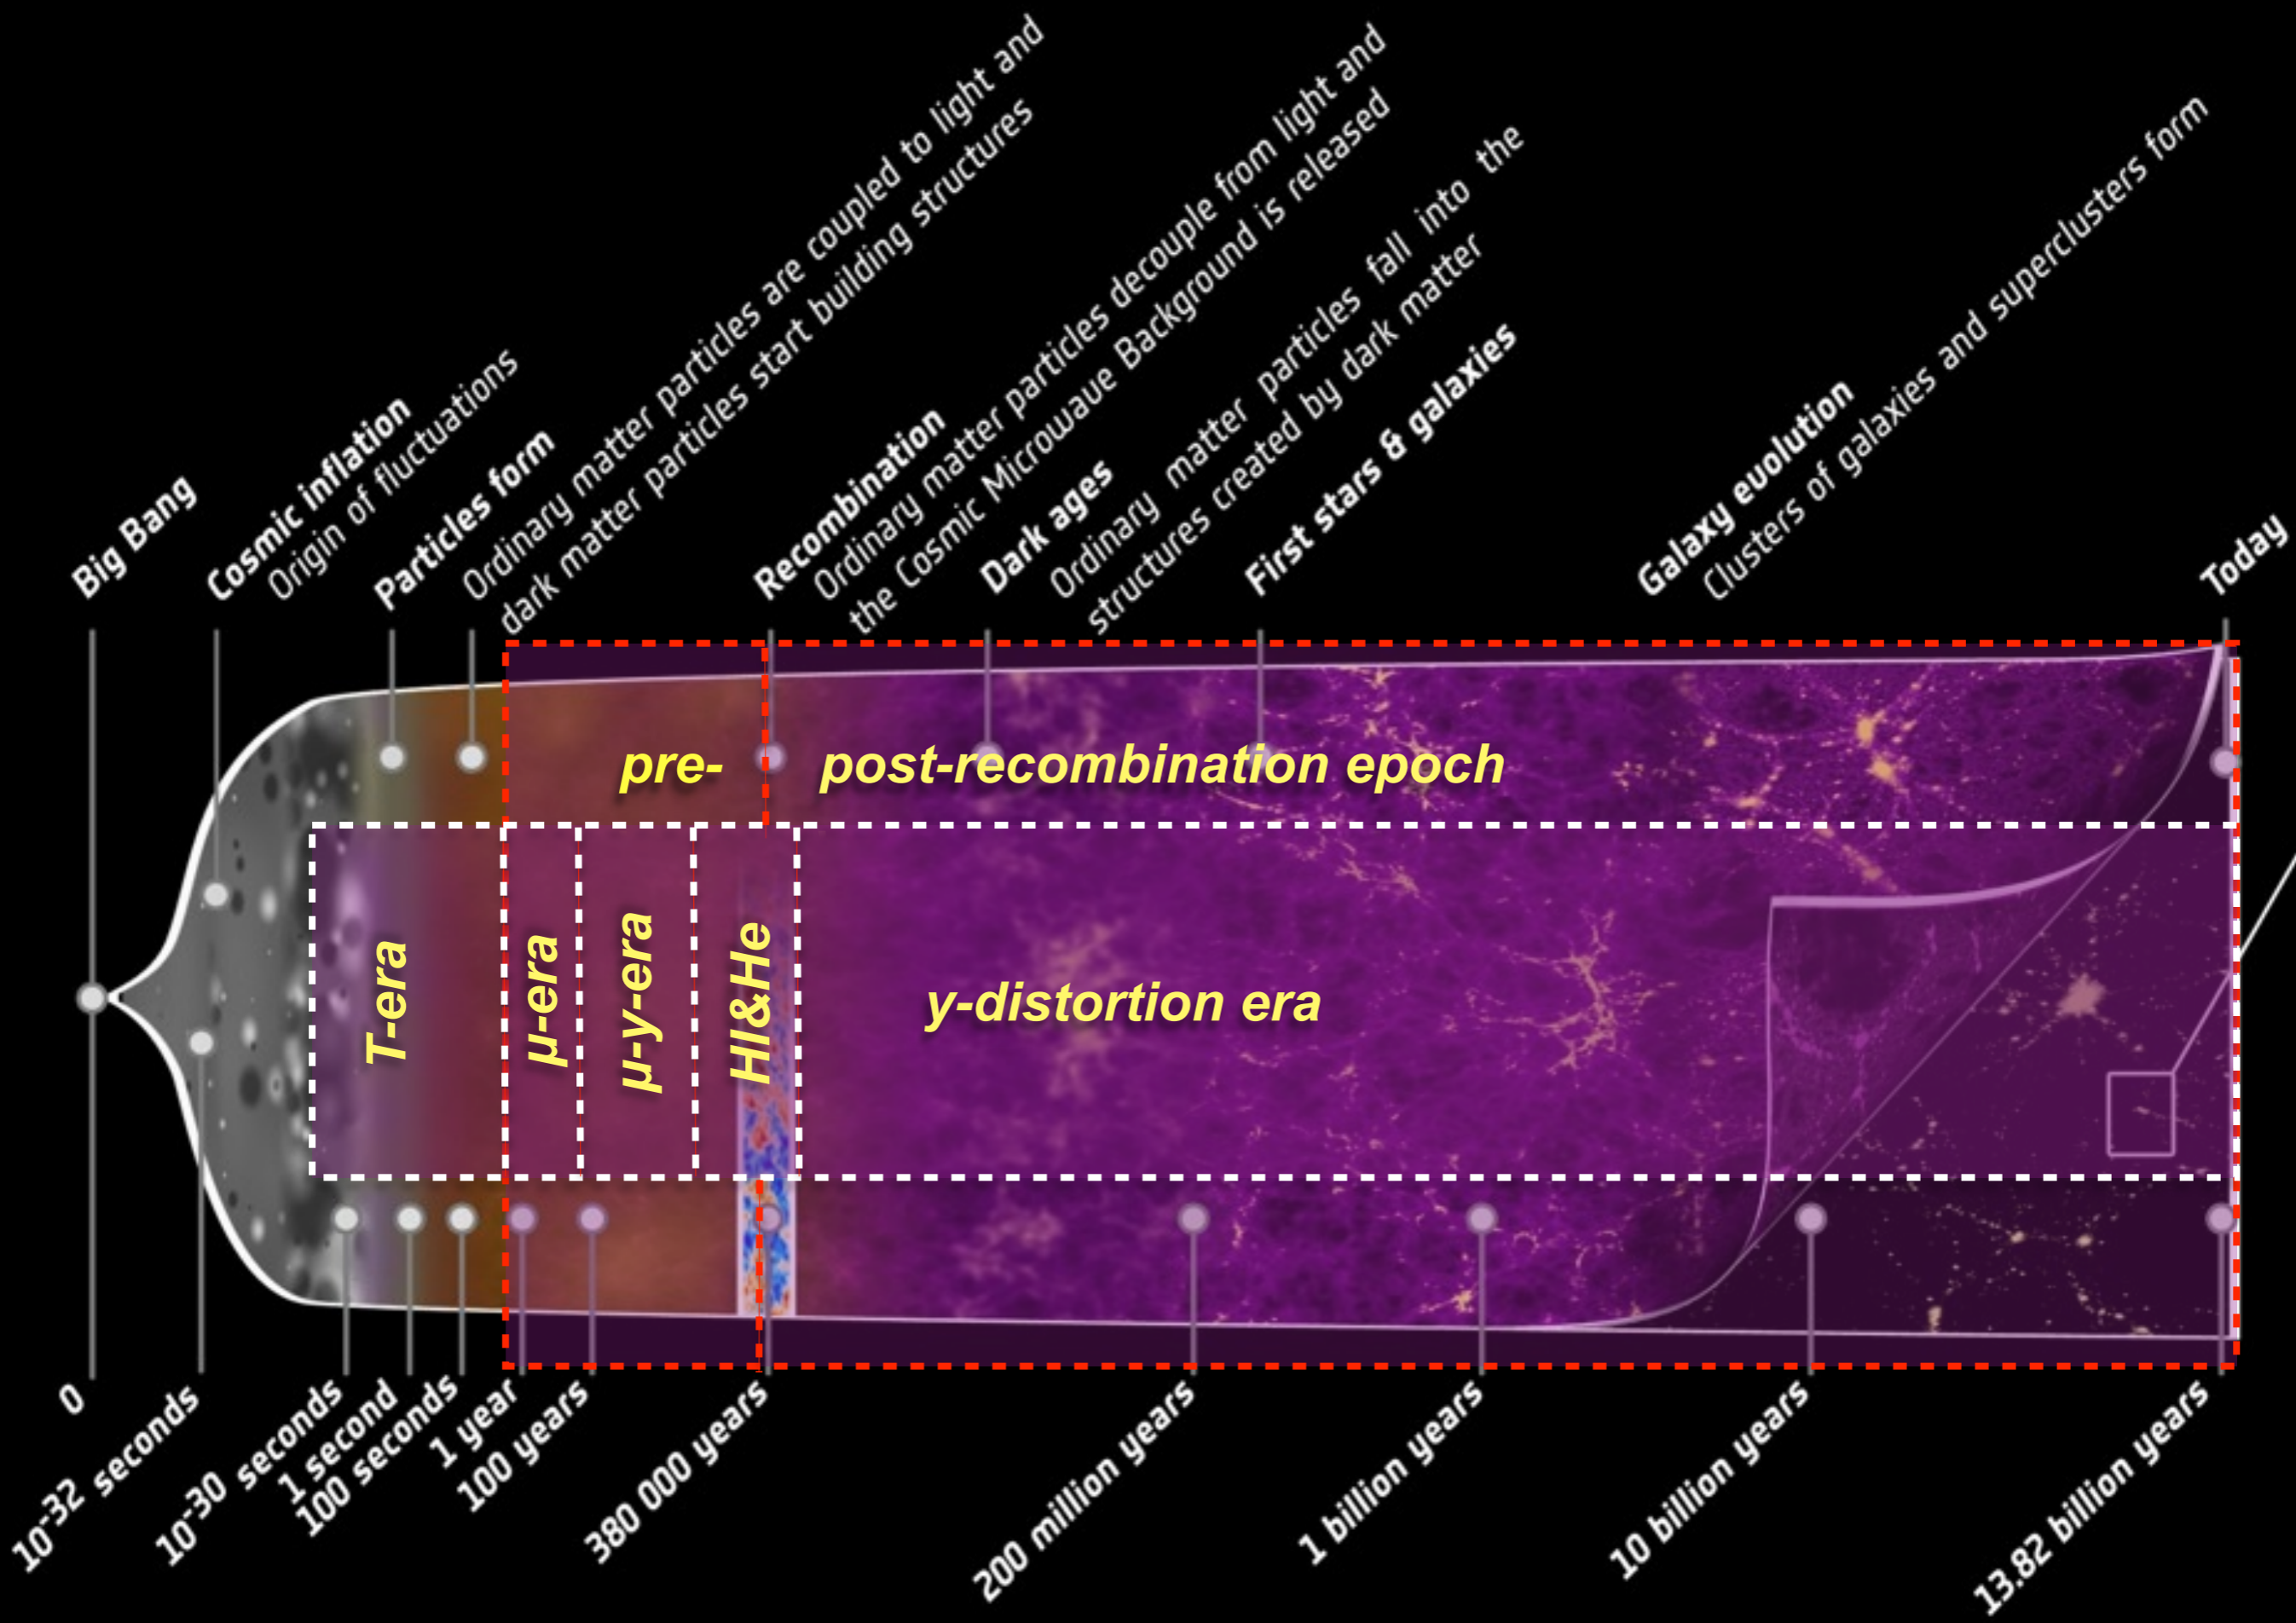 Big Bang
Cosmic inflation
Origin of fluctuations
Particles form
Ordinary matter particles are coupled to light and
dark matter particles start building structures
Recombination
Ordinary matter particles decouple from light and
the Cosmic Microwave Background is released
Dark ages
Ordinary matter particles fall into the
structures created by dark matter
First stars & galaxies
Galaxy evolution
Clusters of galaxies and superclusters form
Today
pre-
post-recombination epoch
T-era
μ-era
μ-y-era
HI&He
y-distortion era
0
10⁻³² seconds
10⁻³⁰ seconds
1 second
100 seconds
1 year
100 years
380 000 years
200 million years
1 billion years
10 billion years
13.82 billion years